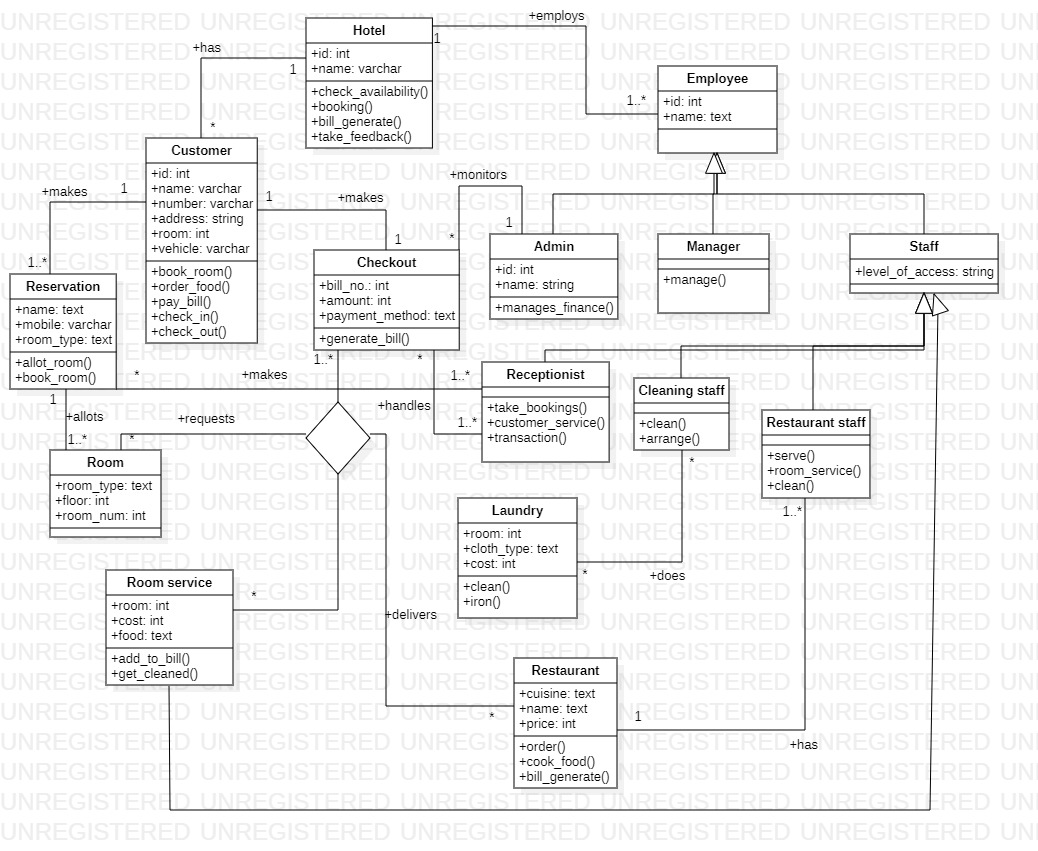 Hotel
+id: int
+name: varchar
+check_availability()
+booking()
+bill_generate()
+take_feedback()
+employs
1
1..*
+has
1
*
Employee
+id: int
+name: text
Customer
+id: int
+name: varchar
+number: varchar
+address: string
+room: int
+vehicle: varchar
+book_room()
+order_food()
+pay_bill()
+check_in()
+check_out()
+makes
1
1..*
1
+makes
1
+monitors
1
*
Reservation
+name: text
+mobile: varchar
+room_type: text
+allot_room()
+book_room()
Checkout
+bill_no.: int
+amount: int
+payment_method: text
+generate_bill()
Admin
+id: int
+name: string
+manages_finance()
Manager
+manage()
Staff
+level_of_access: string
1..*
*
*
+makes
1..*
+handles
1..*
Receptionist
+take_bookings()
+customer_service()
+transaction()
Cleaning staff
+clean()
+arrange()
Restaurant staff
+serve()
+room_service()
+clean()
1
+allots
1..*
*
+requests
Room
+room_type: text
+floor: int
+room_num: int
*
1..*
Laundry
+room: int
+cloth_type: text
+cost: int
+clean()
+iron()
*
+does
Room service
+room: int
+cost: int
+food: text
+add_to_bill()
+get_cleaned()
*
+delivers
*
Restaurant
+cuisine: text
+name: text
+price: int
+order()
+cook_food()
+bill_generate()
1
+has
UNREGISTERED